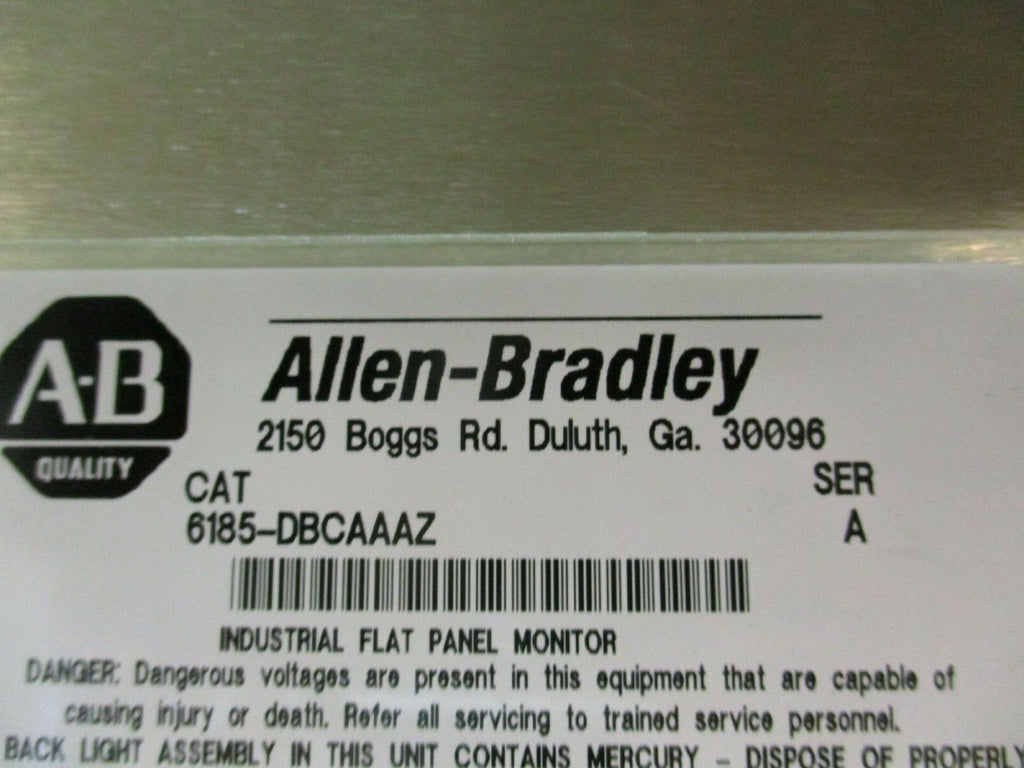 A-B
QUALITY
Allen-Bradley
2150 Boggs Rd. Duluth, Ga. 30096
CAT SER
6185-DBCAAAZ A
INDUSTRIAL FLAT PANEL MONITOR
DANGER: Dangerous voltages are present in this equipment that are capable of
causing injury or death. Refer all servicing to trained service personnel.
BACK LIGHT ASSEMBLY IN THIS UNIT CONTAINS MERCURY - DISPOSE OF PROPERLY